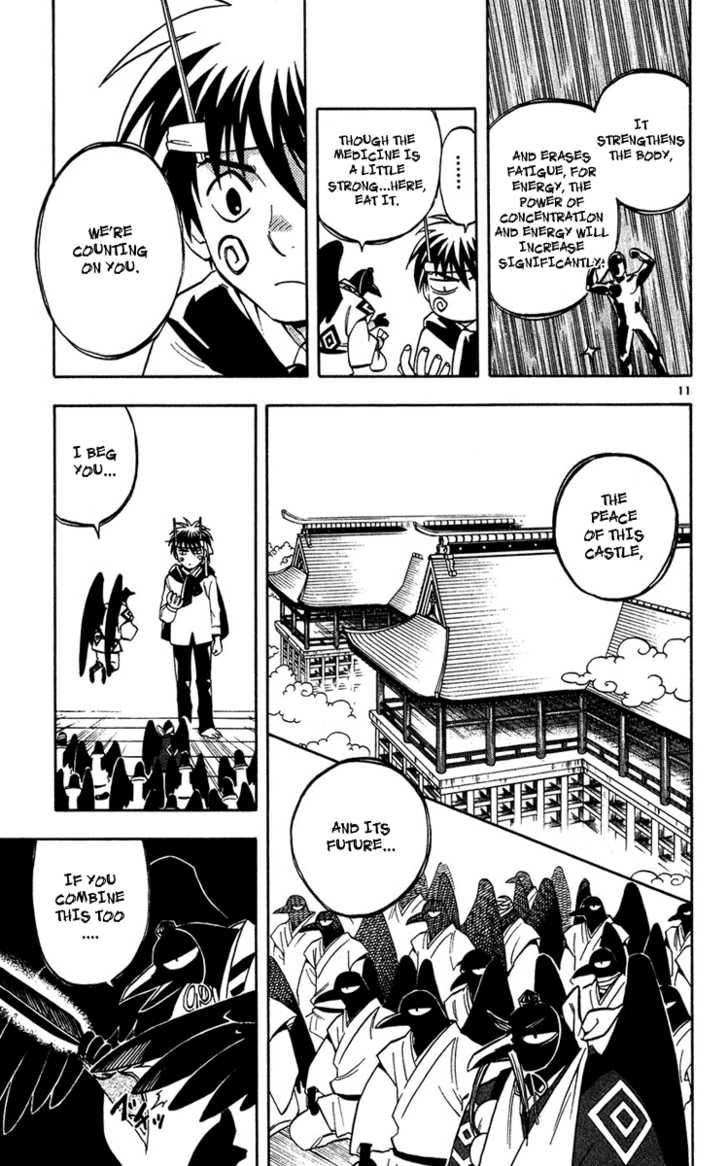 IT
STRENGTHENS
THE BODY,
AND ERASES
FATIGUE, FOR
ENERGY, THE
POWER OF
CONCENTRATION
AND ENERGY WILL
INCREASE
SIGNIFICANTLY.
......
THOUGH THE
MEDICINE IS
A LITTLE
STRONG...HERE,
EAT IT.
WE'RE
COUNTING
ON YOU.
11
THE
PEACE
OF THIS
CASTLE,
AND ITS
FUTURE...
I BEG
YOU...
IF YOU
COMBINE
THIS TOO
....